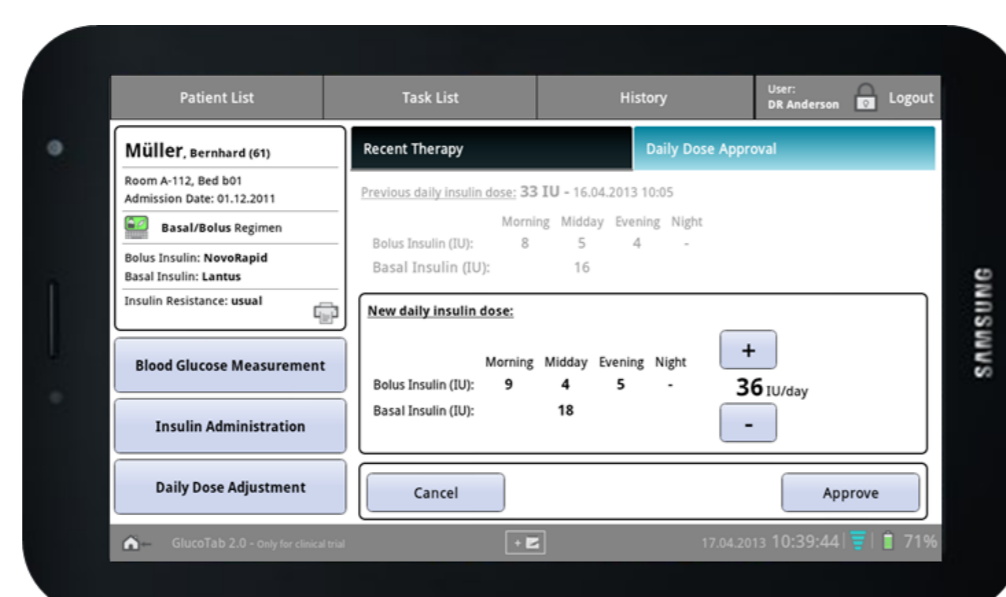 Patient List
Task List
History
User:
DR Anderson
Logout
Müller, Bernhard (61)
Room A-112, Bed b01
Admission Date: 01.12.2011
Basal/Bolus Regimen
Bolus Insulin: NovoRapid
Basal Insulin: Lantus
Insulin Resistance: usual
Blood Glucose Measurement
Insulin Administration
Daily Dose Adjustment
Recent Therapy
Daily Dose Approval
Previous daily insulin dose: 33 IU - 16.04.2013 10:05
Morning Midday Evening Night
Bolus Insulin (IU): 8 5 4 -
Basal Insulin (IU): 16
New daily insulin dose:
Morning Midday Evening Night
Bolus Insulin (IU): 9 4 5 -
Basal Insulin (IU): 18
+
36 IU/day
-
Cancel
Approve
GlucoTab 2.0 - Only for clinical trial
+
17.04.2013 10:39:44
71%
SAMSUNG